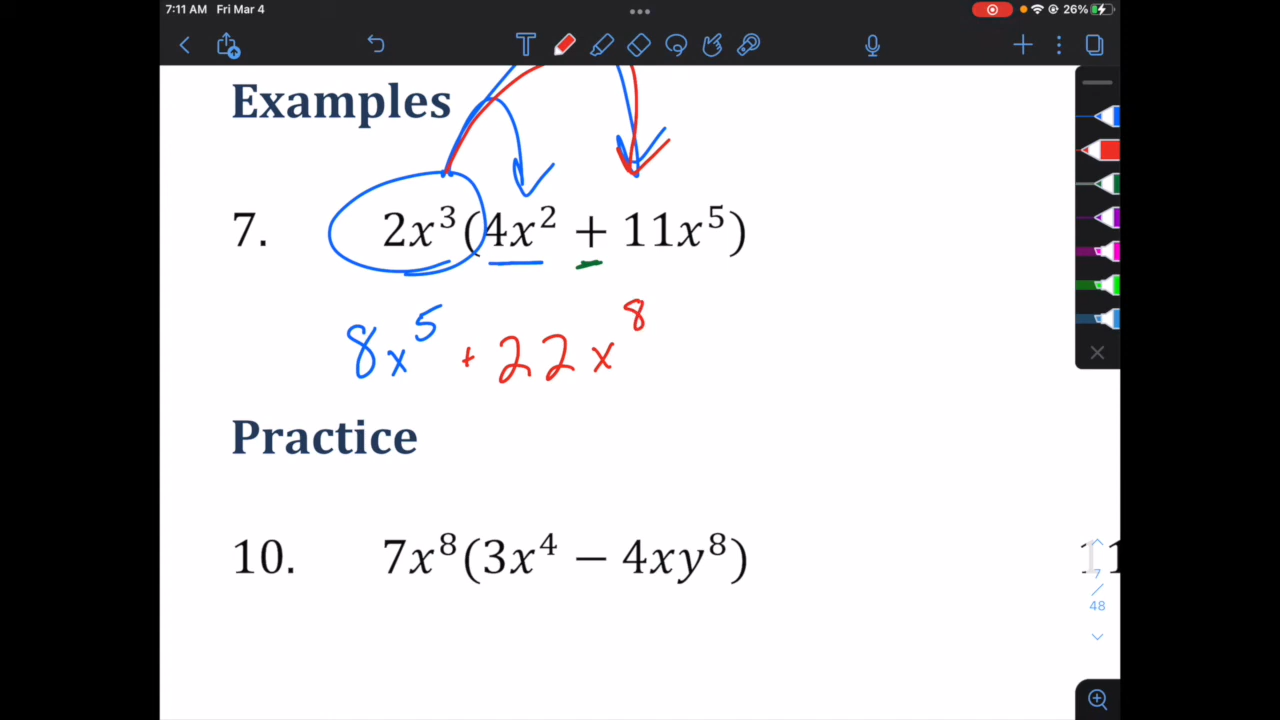 7:11 AM Fri Mar 4 26%
T
Examples
7. 2x³(4x² + 11x⁵)
8x⁵ + 22x⁸
Practice
10. 7x⁸(3x⁴ − 4xy⁸) 11
7
/
48